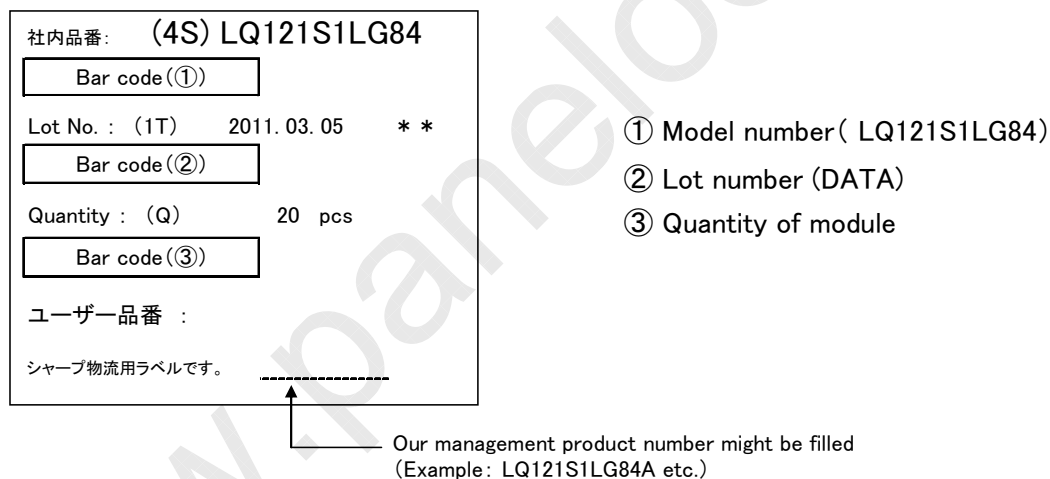 社内品番: (4S) LQ121S1LG84
Bar code(①)
Lot No. : (1T) 2011. 03. 05 * *
Bar code(②)
Quantity : (Q) 20 pcs
Bar code(③)
ユーザー品番 :
シャープ物流用ラベルです。
① Model number( LQ121S1LG84)
② Lot number (DATA)
③ Quantity of module
Our management product number might be filled
(Example: LQ121S1LG84A etc.)